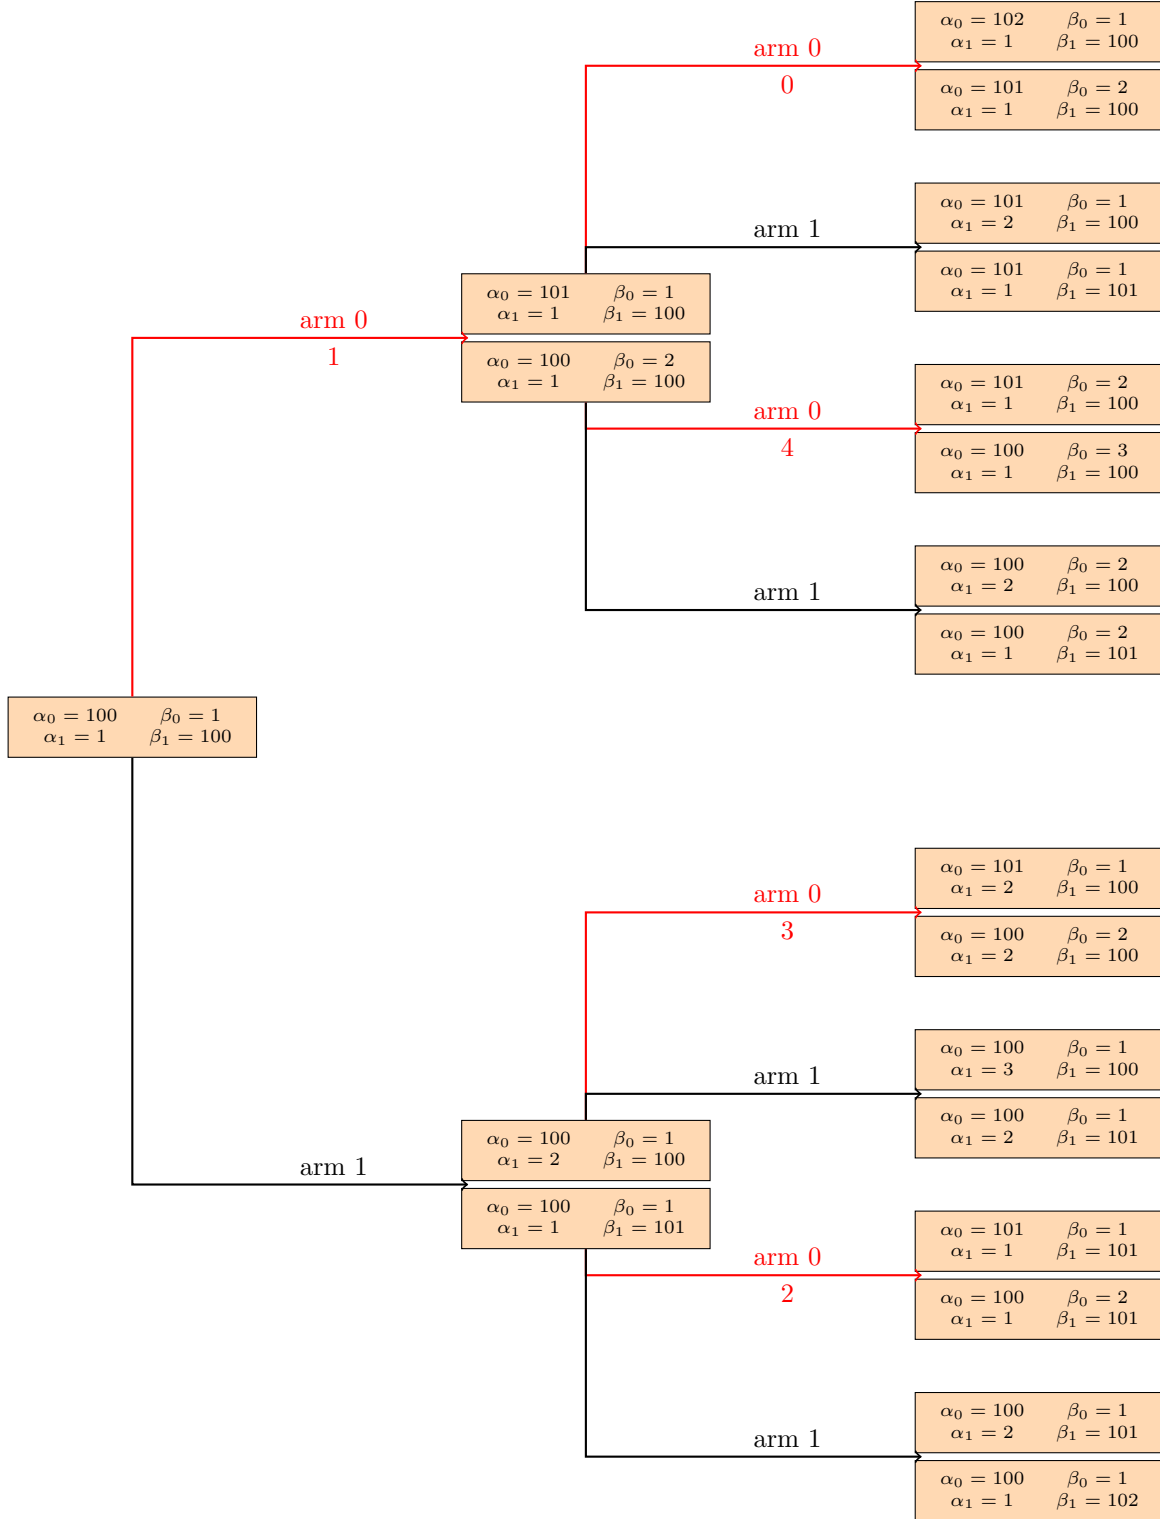 α₀ = 102 β₀ = 1
α₁ = 1 β₁ = 100
arm 0
0
α₀ = 101 β₀ = 2
α₁ = 1 β₁ = 100
α₀ = 101 β₀ = 1
α₁ = 2 β₁ = 100
arm 1
α₀ = 101 β₀ = 1
α₁ = 1 β₁ = 101
α₀ = 101 β₀ = 1
α₁ = 1 β₁ = 100
arm 0
1
α₀ = 100 β₀ = 2
α₁ = 1 β₁ = 100
α₀ = 101 β₀ = 2
α₁ = 1 β₁ = 100
arm 0
4
α₀ = 100 β₀ = 3
α₁ = 1 β₁ = 100
α₀ = 100 β₀ = 2
α₁ = 2 β₁ = 100
arm 1
α₀ = 100 β₀ = 2
α₁ = 1 β₁ = 101
α₀ = 100 β₀ = 1
α₁ = 1 β₁ = 100
α₀ = 101 β₀ = 1
α₁ = 2 β₁ = 100
arm 0
3
α₀ = 100 β₀ = 2
α₁ = 2 β₁ = 100
α₀ = 100 β₀ = 1
α₁ = 3 β₁ = 100
arm 1
α₀ = 100 β₀ = 1
α₁ = 2 β₁ = 101
α₀ = 100 β₀ = 1
α₁ = 2 β₁ = 100
arm 1
α₀ = 100 β₀ = 1
α₁ = 1 β₁ = 101
α₀ = 101 β₀ = 1
α₁ = 1 β₁ = 101
arm 0
2
α₀ = 100 β₀ = 2
α₁ = 1 β₁ = 101
α₀ = 100 β₀ = 1
α₁ = 2 β₁ = 101
arm 1
α₀ = 100 β₀ = 1
α₁ = 1 β₁ = 102